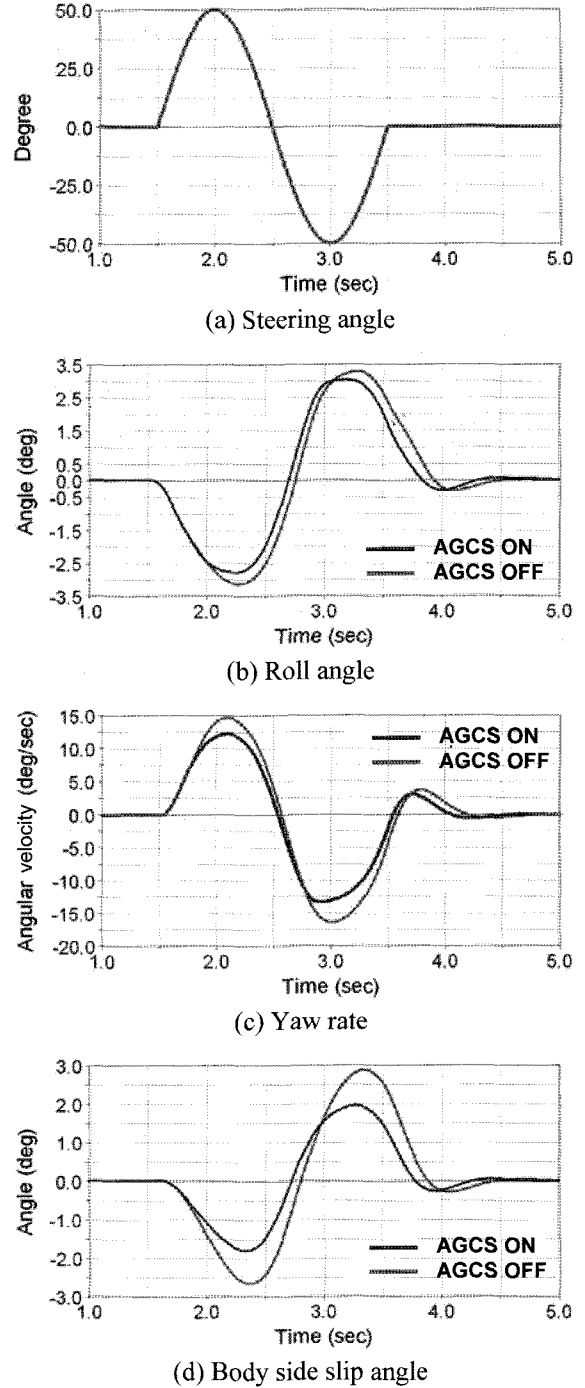 50.0
25.0
0.0
-25.0
-50.0
Degree
1.0 2.0 3.0 4.0 5.0
Time (sec)
(a) Steering angle
3.5
2.5
1.5
0.5
0.0
-0.5
-1.5
-2.5
-3.5
Angle (deg)
AGCS ON
AGCS OFF
1.0 2.0 3.0 4.0 5.0
Time (sec)
(b) Roll angle
15.0
10.0
5.0
0.0
-5.0
-10.0
-15.0
-20.0
Angular velocity (deg/sec)
AGCS ON
AGCS OFF
1.0 2.0 3.0 4.0 5.0
Time (sec)
(c) Yaw rate
3.0
2.0
1.0
0.0
-1.0
-2.0
-3.0
Angle (deg)
AGCS ON
AGCS OFF
1.0 2.0 3.0 4.0 5.0
Time (sec)
(d) Body side slip angle